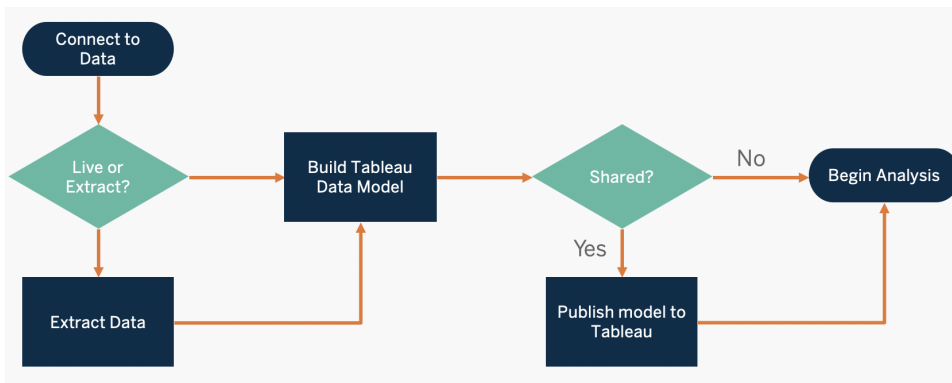 Connect to
Data
Live or
Extract?
Build Tableau
Data Model
Shared?
No
Begin Analysis
Yes
Extract Data
Publish model to
Tableau